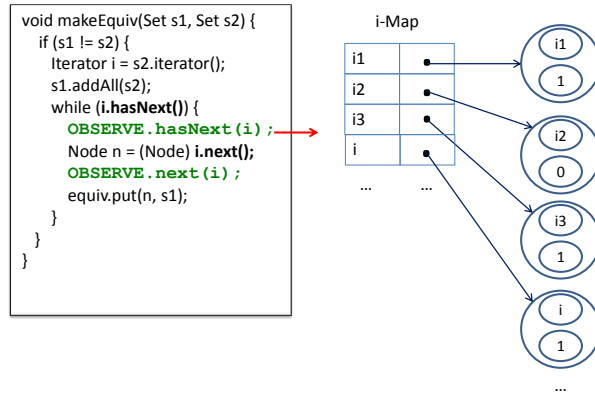 void makeEquiv(Set s1, Set s2) {
if (s1 != s2) {
Iterator i = s2.iterator();
s1.addAll(s2);
while (i.hasNext()) {
OBSERVE.hasNext(i);
Node n = (Node) i.next();
OBSERVE.next(i);
equiv.put(n, s1);
}
}
}
i-Map
i1
i2
i3
i
... ...
i1
1
i2
0
i3
1
i
1
...